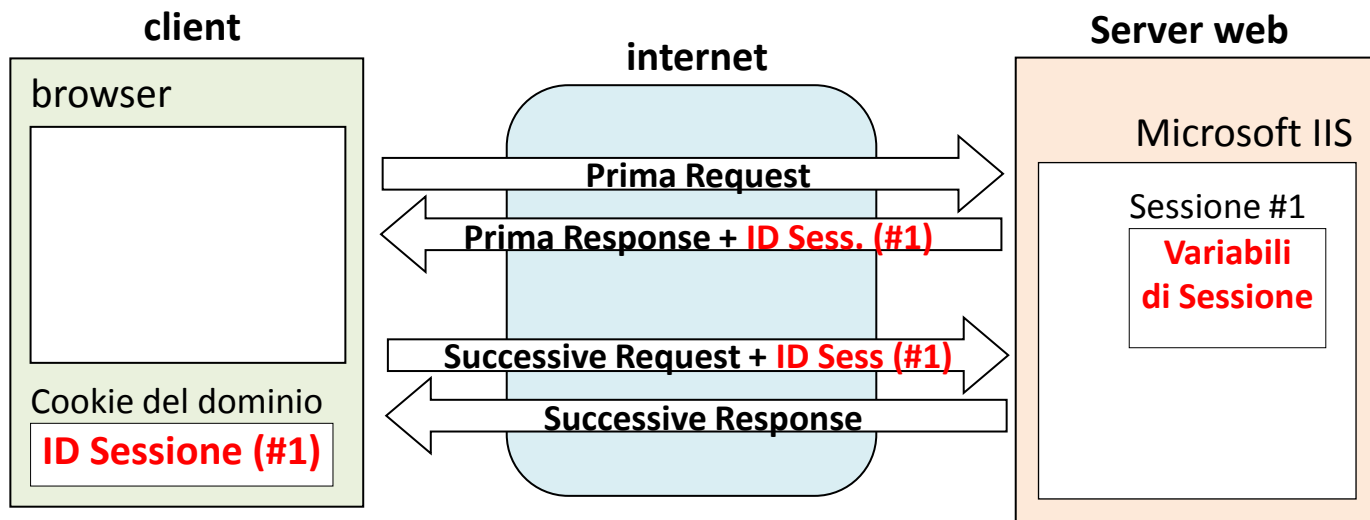 client
internet
Server web
browser
Microsoft IIS
Prima Request
Prima Response + ID Sess. (#1)
Sessione #1
Variabili
di Sessione
Successive Request + ID Sess (#1)
Successive Response
Cookie del dominio
ID Sessione (#1)